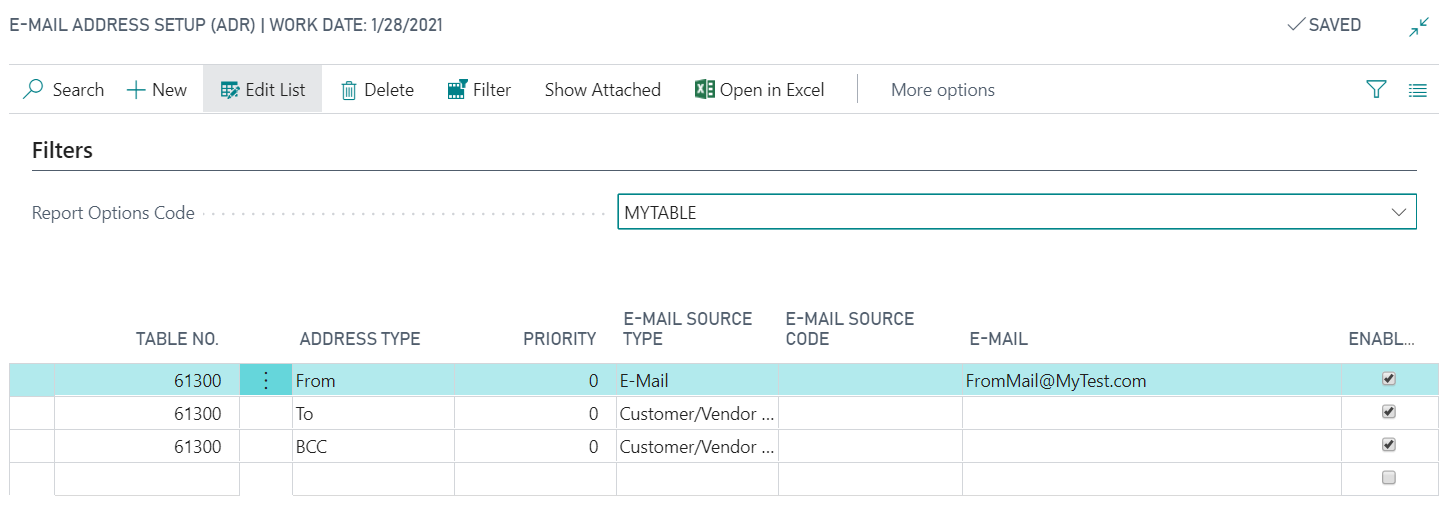 E-MAIL ADDRESS SETUP (ADR) | WORK DATE: 1/28/2021 SAVED
Search New Edit List Delete Filter Show Attached Open in Excel More options
Filters
Report Options Code MYTABLE
TABLE NO. ADDRESS TYPE PRIORITY E-MAIL SOURCE TYPE E-MAIL SOURCE CODE E-MAIL ENABL...
61300 From 0 E-Mail FromMail@MyTest.com
61300 To 0 Customer/Vendor ...
61300 BCC 0 Customer/Vendor ...